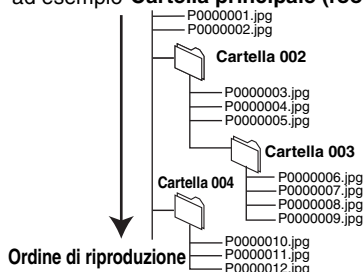 ad esempio Cartella principale
P0000001.jpg
P0000002.jpg
Cartella 002
P0000003.jpg
P0000004.jpg
P0000005.jpg
Cartella 003
P0000006.jpg
P0000007.jpg
P0000008.jpg
P0000009.jpg
Cartella 004
P0000010.jpg
P0000011.jpg
P0000012.jpg
Ordine di riproduzione